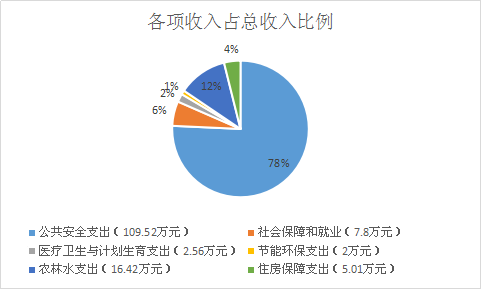 各项收入占总收入比例
4%
1%
12%
2%
6%
78%
公共安全支出（109.52万元） 社会保障和就业（7.8万元）
医疗卫生与计划生育支出（2.56万元） 节能环保支出（2万元）
农林水支出（16.42万元） 住房保障支出（5.01万元）